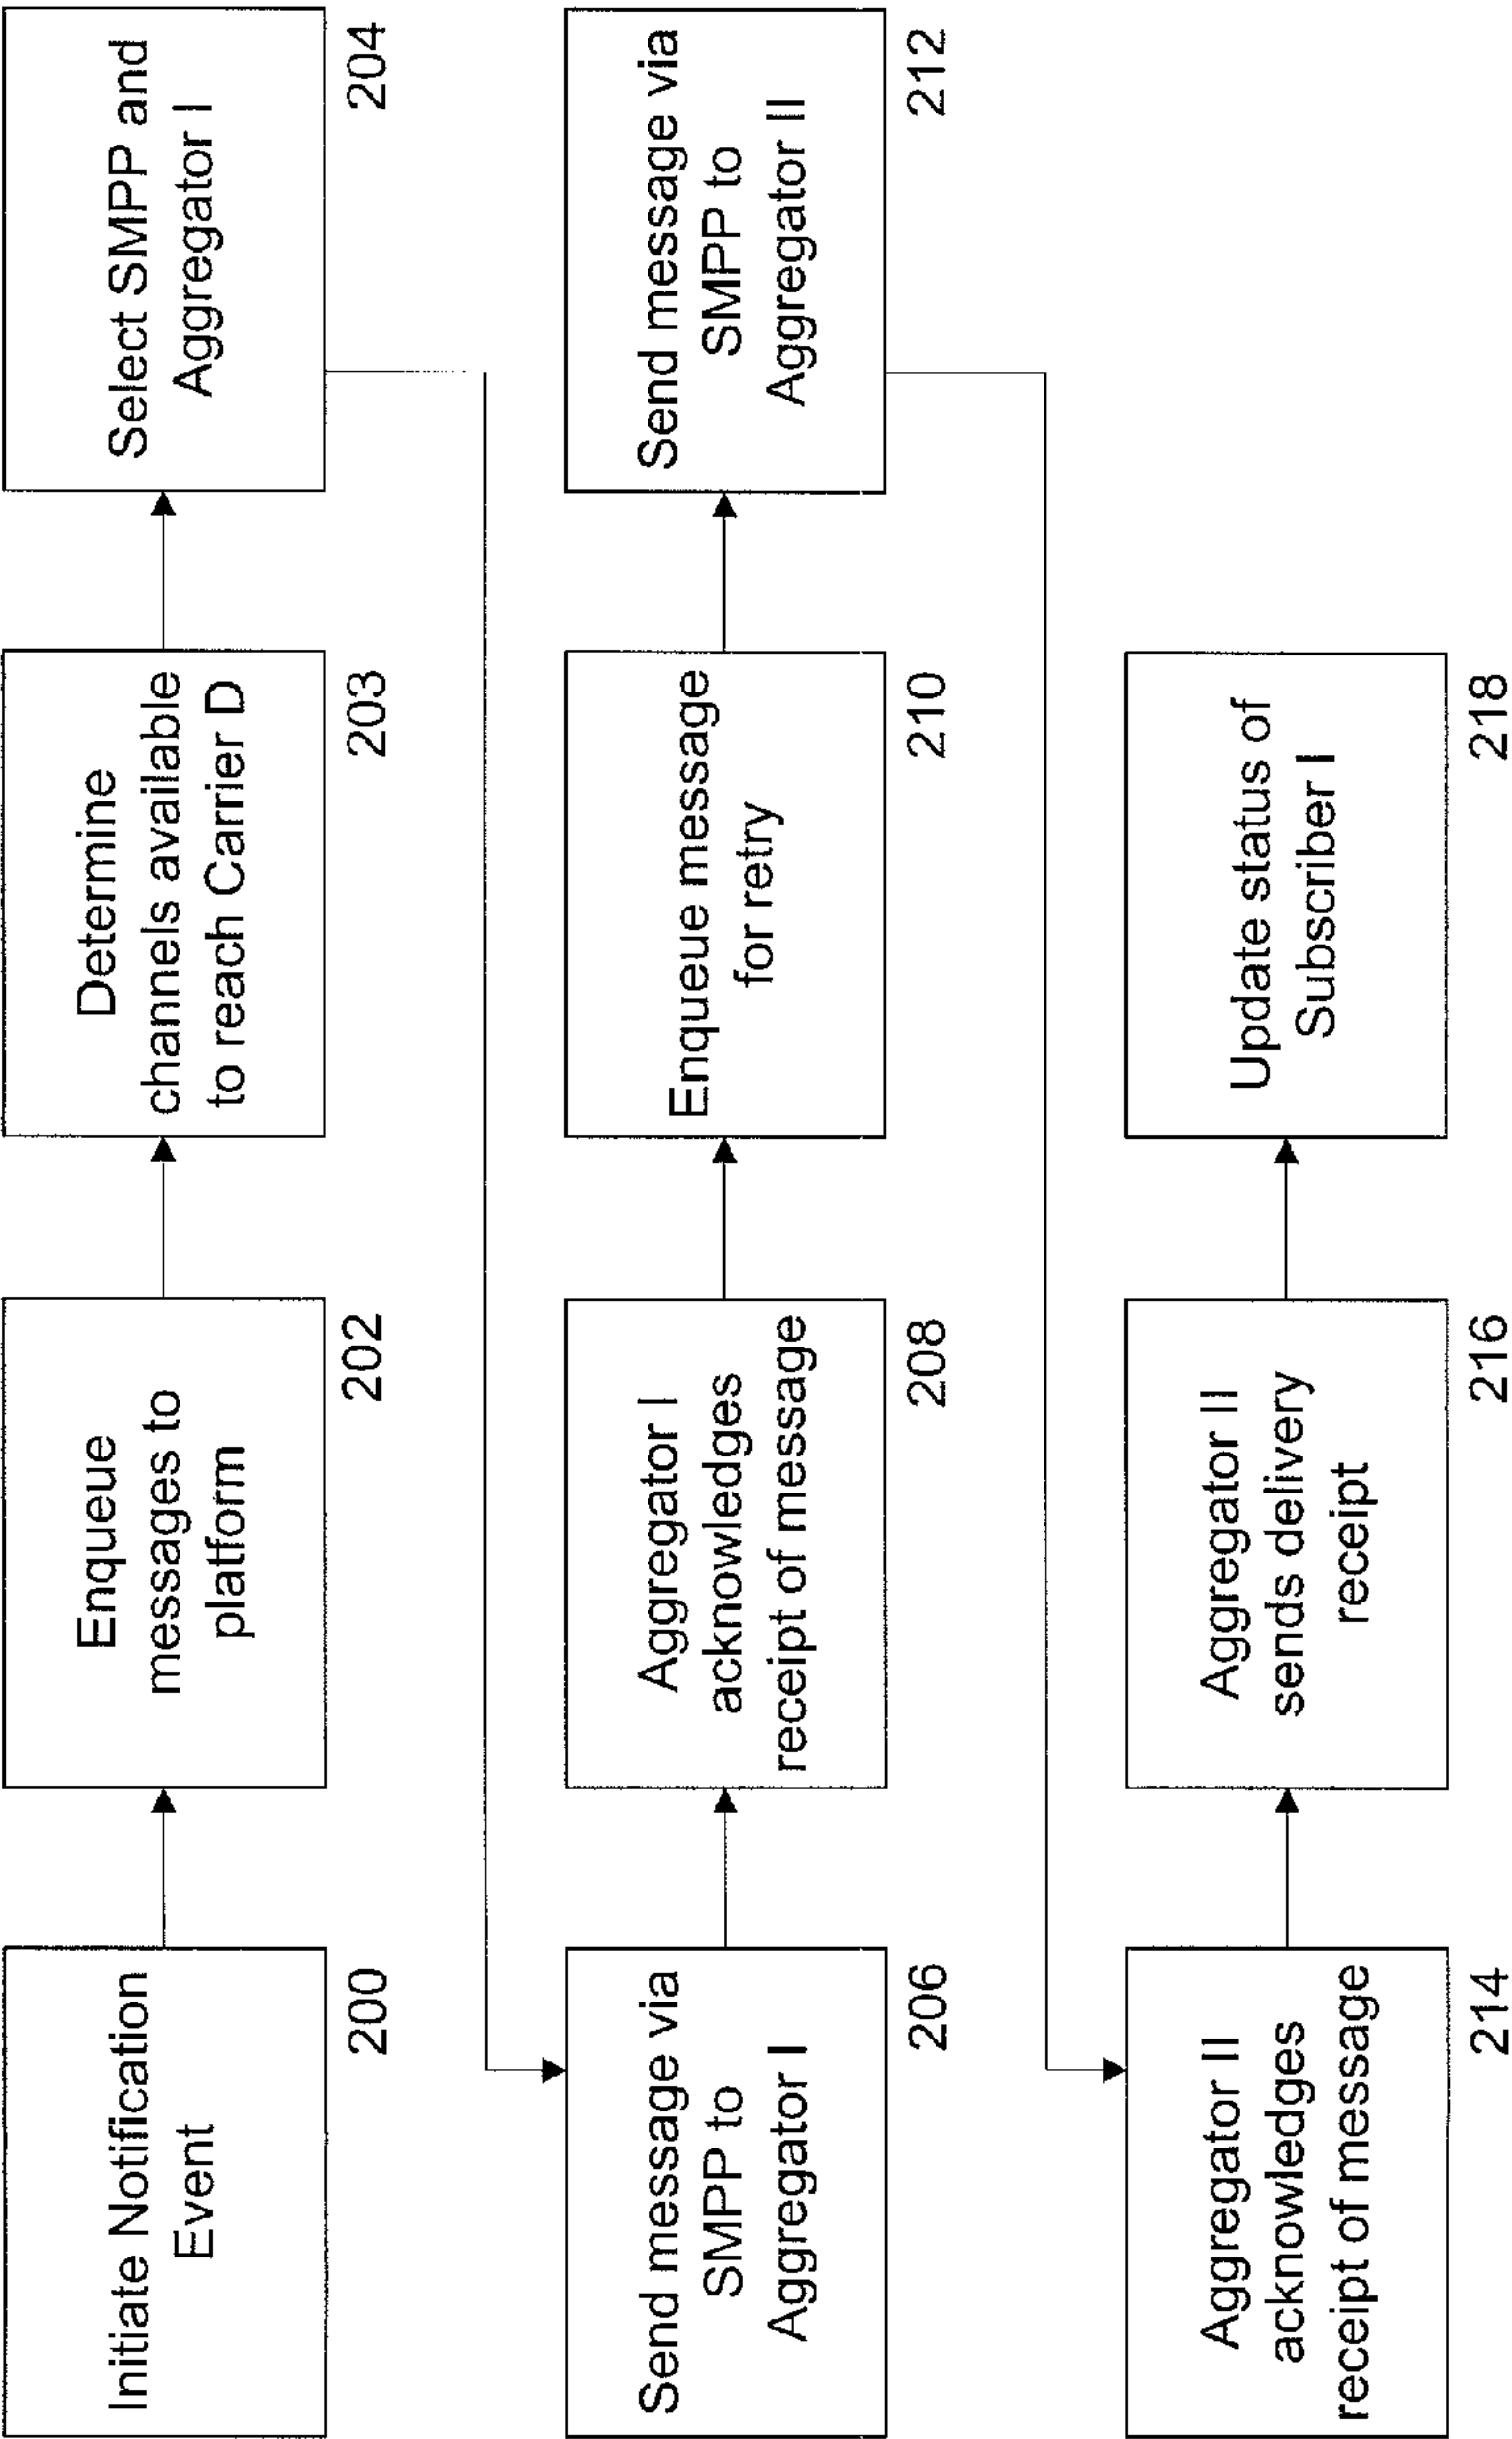 Initiate Notification
Event
200
Enqueue
messages to
platform
202
Determine
channels available
to reach Carrier D
203
Select SMPP and
Aggregator I
204
Send message via
SMPP to
Aggregator I
206
Aggregator I
acknowledges
receipt of message
208
Enqueue message
for retry
210
Send message via
SMPP to
Aggregator II
212
Aggregator II
acknowledges
receipt of message
214
Aggregator II
sends delivery
receipt
216
Update status of
Subscriber I
218